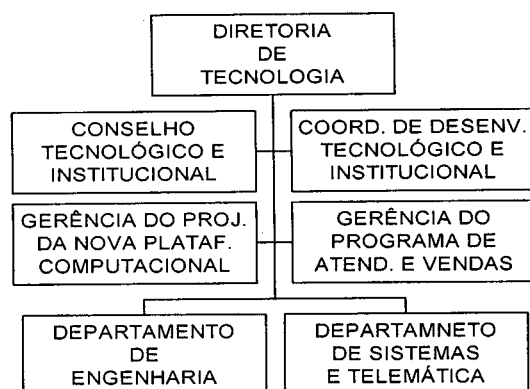 DIRETORIA
DE
TECNOLOGIA
CONSELHO
TECNOLÓGICO E
INSTITUCIONAL
COORD. DE DESENV.
TECNOLÓGICO E
INSTITUCIONAL
GERÊNCIA DO PROJ.
DA NOVA PLATAF.
COMPUTACIONAL
GERÊNCIA DO
PROGRAMA DE
ATEND. E VENDAS
DEPARTAMENTO
DE
ENGENHARIA
DEPARTAMNETO
DE SISTEMAS
E TELEMÁTICA